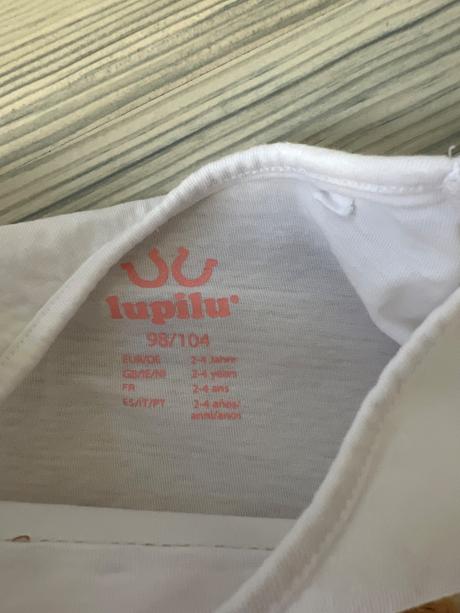 lupilu®
98/104
EUR/DE 2-4 Jahre
GB/IE/NI 2-4 years
FR 2-4 ans
ES/IT/PT 2-4 años/
anni/anos